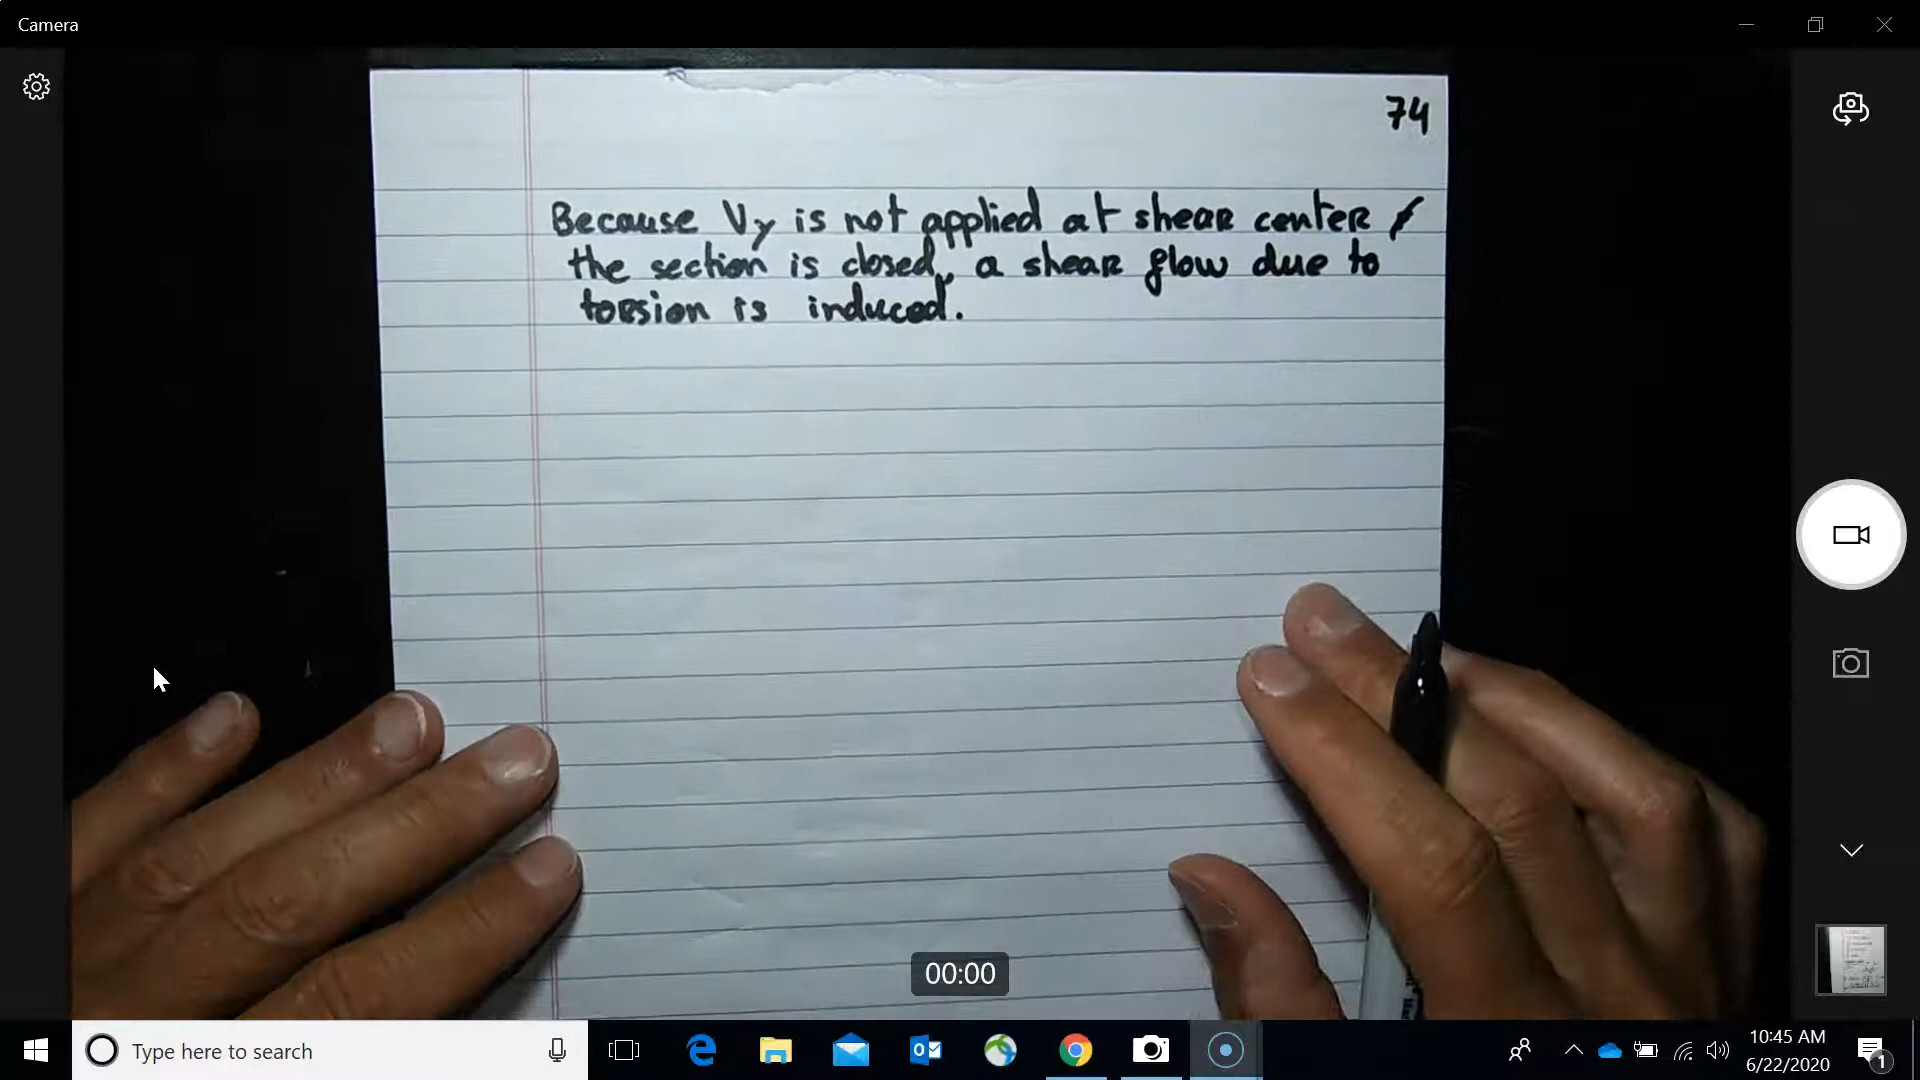 Camera
74
Because Vy is not applied at shear center &
the section is closed, a shear flow due to
torsion is induced.
00:00
Type here to search
10:45 AM
6/22/2020
1